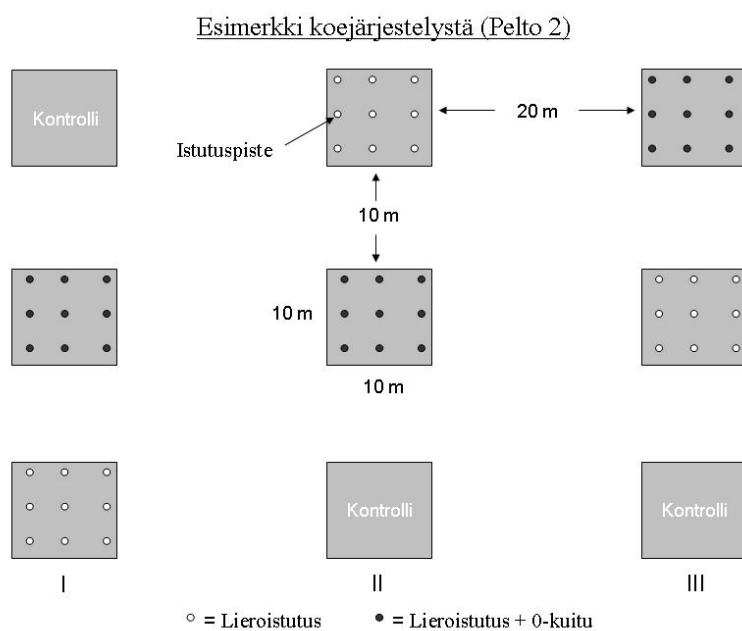 Esimerkki koejärjestelystä (Pelto 2)
Kontrolli
20 m
Istutuspiste
10 m
10 m
10 m
Kontrolli
Kontrolli
I
II
III
= Lieroistutus
= Lieroistutus + 0-kuitu